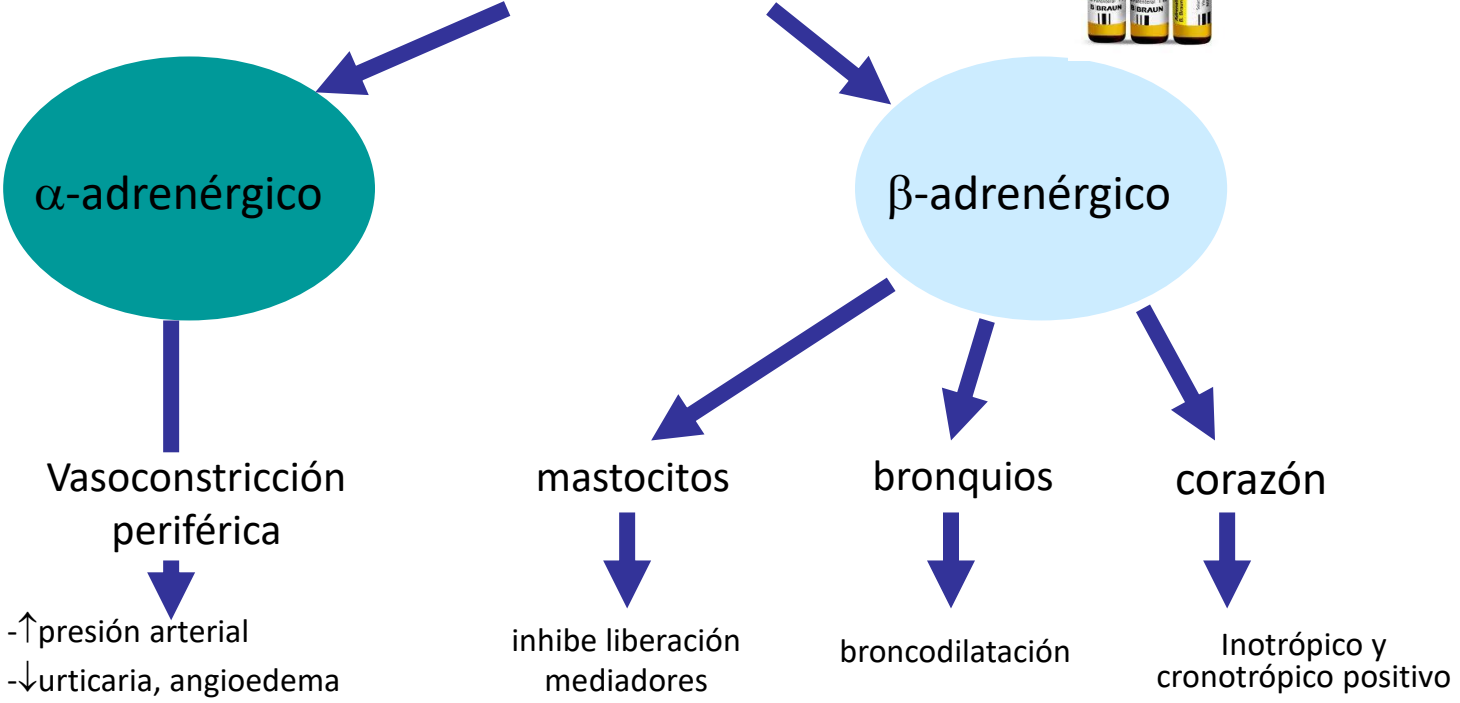 B BRAUN
B BRAUN
α-adrenérgico
β-adrenérgico
Vasoconstricción
periférica
mastocitos
bronquios
corazón
-↑presión arterial
-↓urticaria, angioedema
inhibe liberación
mediadores
broncodilatación
Inotrópico y
cronotrópico positivo